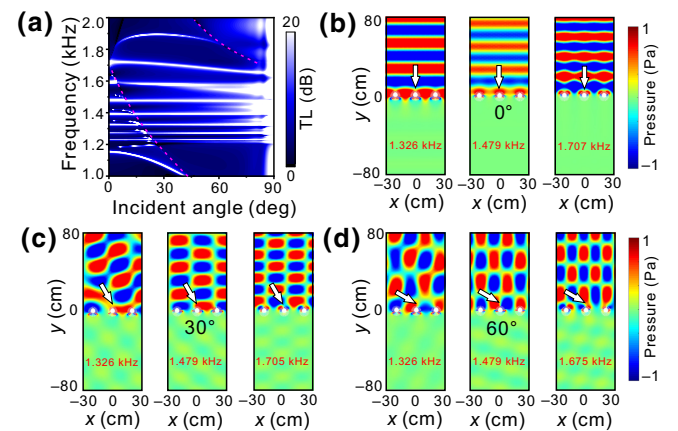 (a)
Frequency (kHz)
2.0
1.8
1.6
1.4
1.2
1.0
0 30 60 90
Incident angle (deg)
20
0
TL (dB)
(b)
80
0
−80
y (cm)
1.326 kHz
1.479 kHz
1.707 kHz
0°
−30 0 30 −30 0 30 −30 0 30
x (cm) x (cm) x (cm)
1
−1
Pressure (Pa)
(c)
80
0
−80
y (cm)
1.326 kHz
1.479 kHz
1.705 kHz
30°
−30 0 30 −30 0 30 −30 0 30
x (cm) x (cm) x (cm)
(d)
80
0
−80
y (cm)
1.326 kHz
1.479 kHz
1.675 kHz
60°
−30 0 30 −30 0 30 −30 0 30
x (cm) x (cm) x (cm)
1
−1
Pressure (Pa)